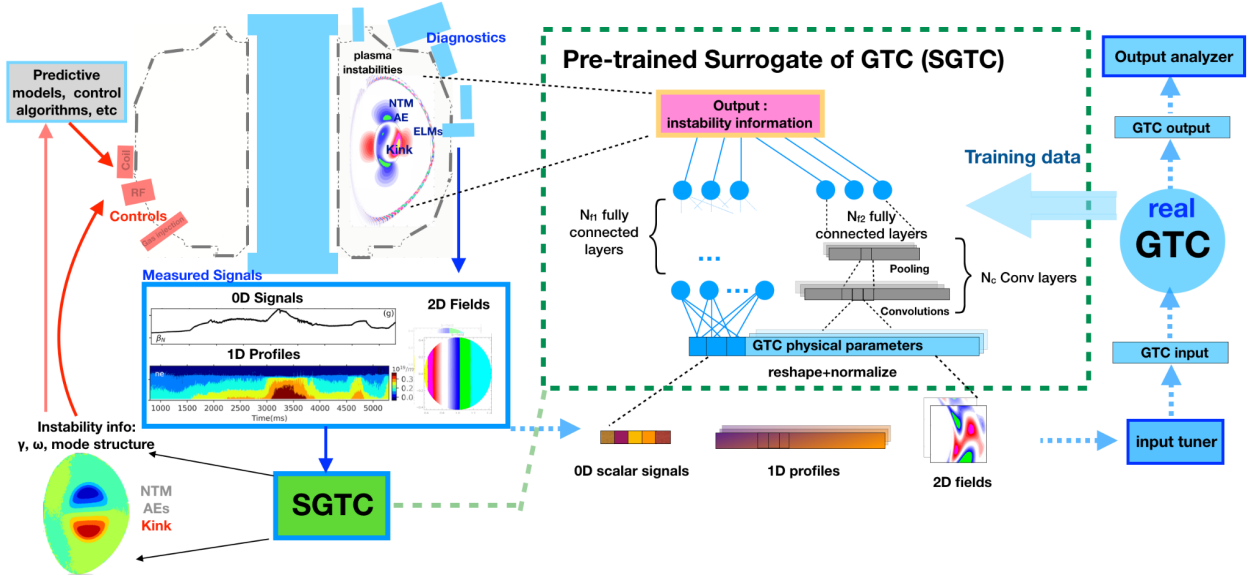 Predictive
models, control
algorithms, etc
Coil
RF
Controls
Gas injection
Diagnostics
plasma
instabilities
NTM
AE
ELMs
Kink
Measured Signals
0D Signals
(g)
βN
1D Profiles
ne
10¹⁹/m
0.3
0.2
0.0
1000 1500 2000 2500 3000 3500 4000 4500 5000
Time(ms)
2D Fields
Instability info:
γ, ω, mode structure
NTM
AEs
Kink
SGTC
Pre-trained Surrogate of GTC (SGTC)
Output :
instability information
Nf1 fully
connected
layers
...
...
Nf2 fully
connected layers
Pooling
Convolutions
Nc Conv layers
GTC physical parameters
reshape+normalize
0D scalar signals
1D profiles
2D fields
Training data
Output analyzer
GTC output
real
GTC
GTC input
input tuner